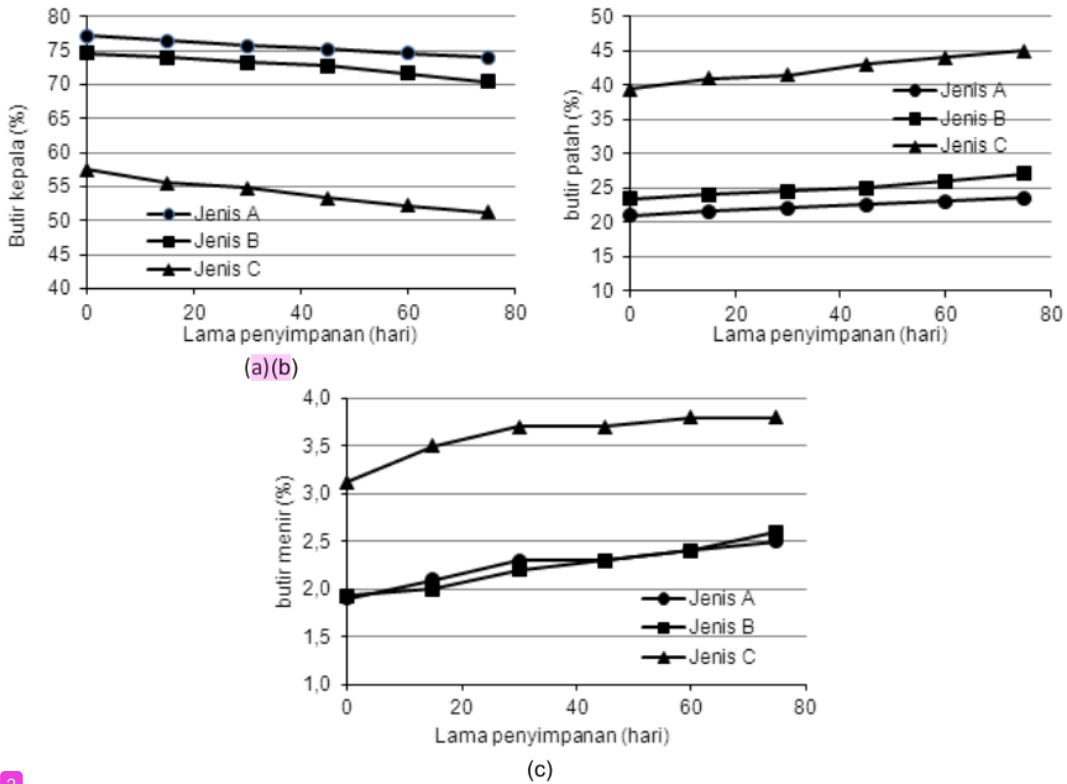 80
75
70
65
60
55
50
45
40
Butir kepala (%)
Jenis A
Jenis B
Jenis C
0 20 40 60 80
Lama penyimpanan (hari)
50
45
40
35
30
25
20
15
10
butir patah (%)
Jenis A
Jenis B
Jenis C
0 20 40 60 80
Lama penyimpanan (hari)
(a)(b)
4,0
3,5
3,0
2,5
2,0
1,5
1,0
butir menir (%)
Jenis A
Jenis B
Jenis C
0 20 40 60 80
Lama penyimpanan (hari)
(c)